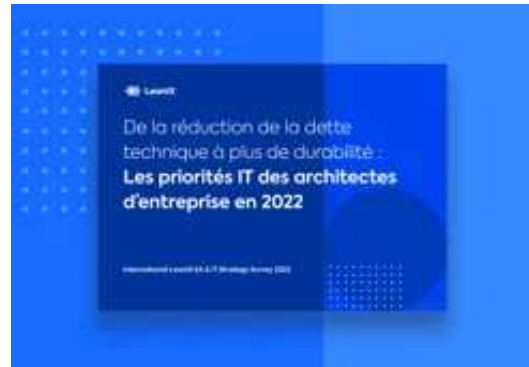 LeanIX
De la réduction de la dette
technique à plus de durabilité :
Les priorités IT des architectes
d'entreprise en 2022
International LeanIX EA & IT Strategy Survey 2022